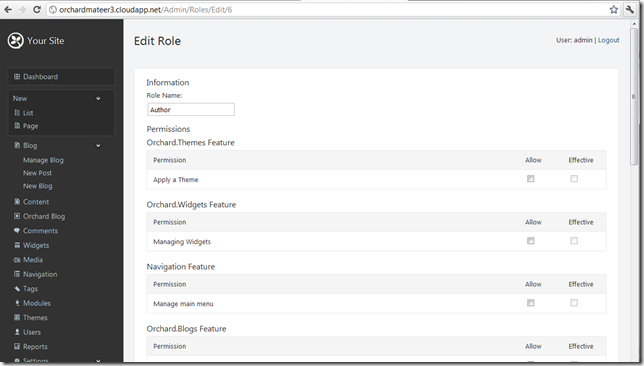 orchardmateer3.cloudapp.net/Admin/Roles/Edit/6
Your Site
Edit Role
User: admin | Logout
Dashboard
New
List
Page
Blog
Manage Blog
New Post
New Blog
Content
Orchard Blog
Comments
Widgets
Media
Navigation
Tags
Modules
Themes
Users
Reports
Settings
Information
Role Name:
Author
Permissions
Orchard.Themes Feature
Permission Allow Effective
Apply a Theme
Orchard.Widgets Feature
Permission Allow Effective
Managing Widgets
Navigation Feature
Permission Allow Effective
Manage main menu
Orchard.Blogs Feature
Permission Allow Effective